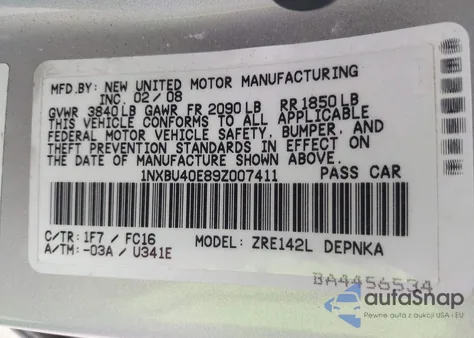 MFD.BY: NEW UNITED MOTOR MANUFACTURING
INC. 02/08
GVWR 3840LB GAWR FR 2090LB RR1850LB
THIS VEHICLE CONFORMS TO ALL APPLICABLE
FEDERAL MOTOR VEHICLE SAFETY, BUMPER, AND
THEFT PREVENTION STANDARDS IN EFFECT ON
THE DATE OF MANUFACTURE SHOWN ABOVE.
1NXBU40E89Z007411 PASS CAR
C/TR: 1F7 / FC16 MODEL: ZRE142L DEPNKA
A/TM: -03A / U341E
BA4456534
autoSnap
Pewne auta z aukcji USA i EU